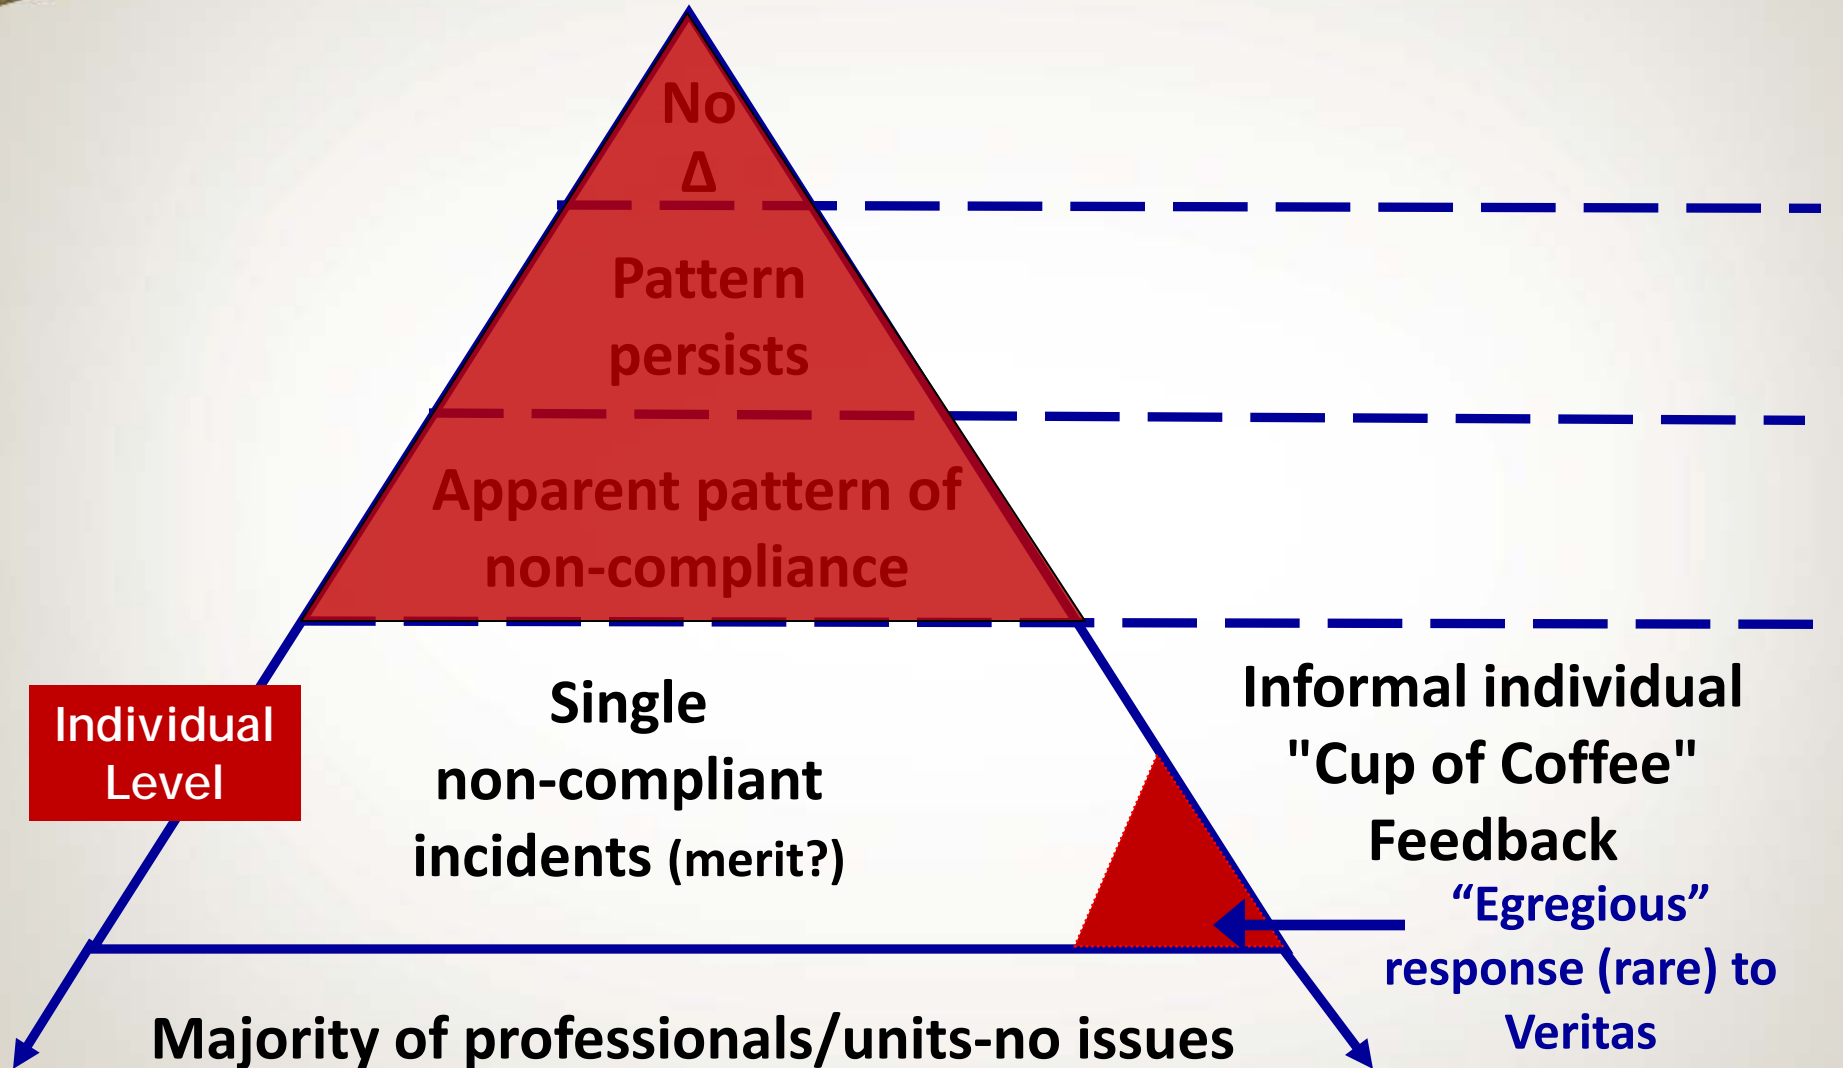 No
Δ
Pattern
persists
Apparent pattern of
non-compliance
Individual
Level
Single
non-compliant
incidents (merit?)
Informal individual
"Cup of Coffee"
Feedback
“Egregious”
response (rare) to
Veritas
Majority of professionals/units-no issues